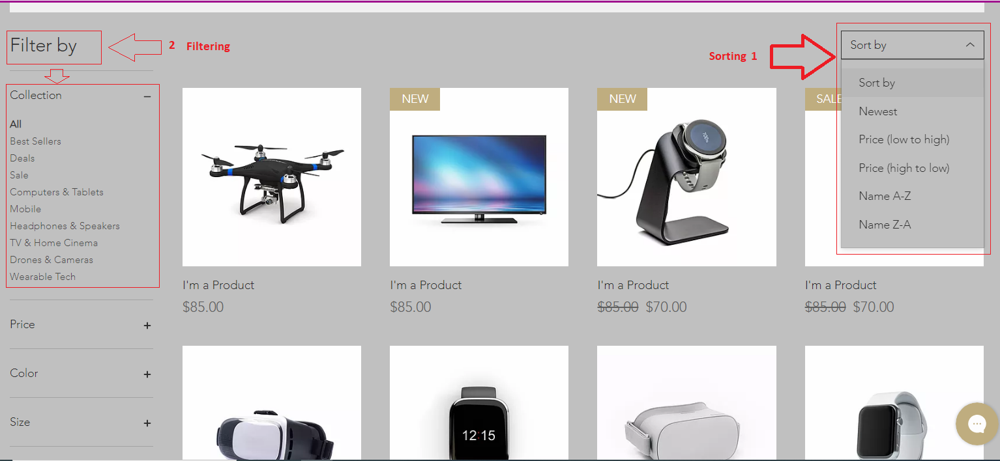 Filter by
2 Filtering
Sorting 1
Sort by
Sort by
Newest
Price (low to high)
Price (high to low)
Name A-Z
Name Z-A
Collection
All
Best Sellers
Deals
Sale
Computers & Tablets
Mobile
Headphones & Speakers
TV & Home Cinema
Drones & Cameras
Wearable Tech
Price
Color
Size
NEW
NEW
SALE
100%
I'm a Product
$85.00
I'm a Product
$85.00
I'm a Product
$85.00 $70.00
I'm a Product
$85.00 $70.00
12:15